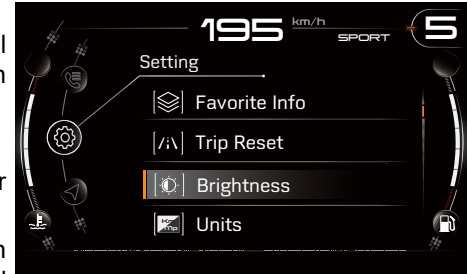 195 km/h SPORT 5
Setting
Favorite Info
Trip Reset
Brightness
Units
l
n
r
n